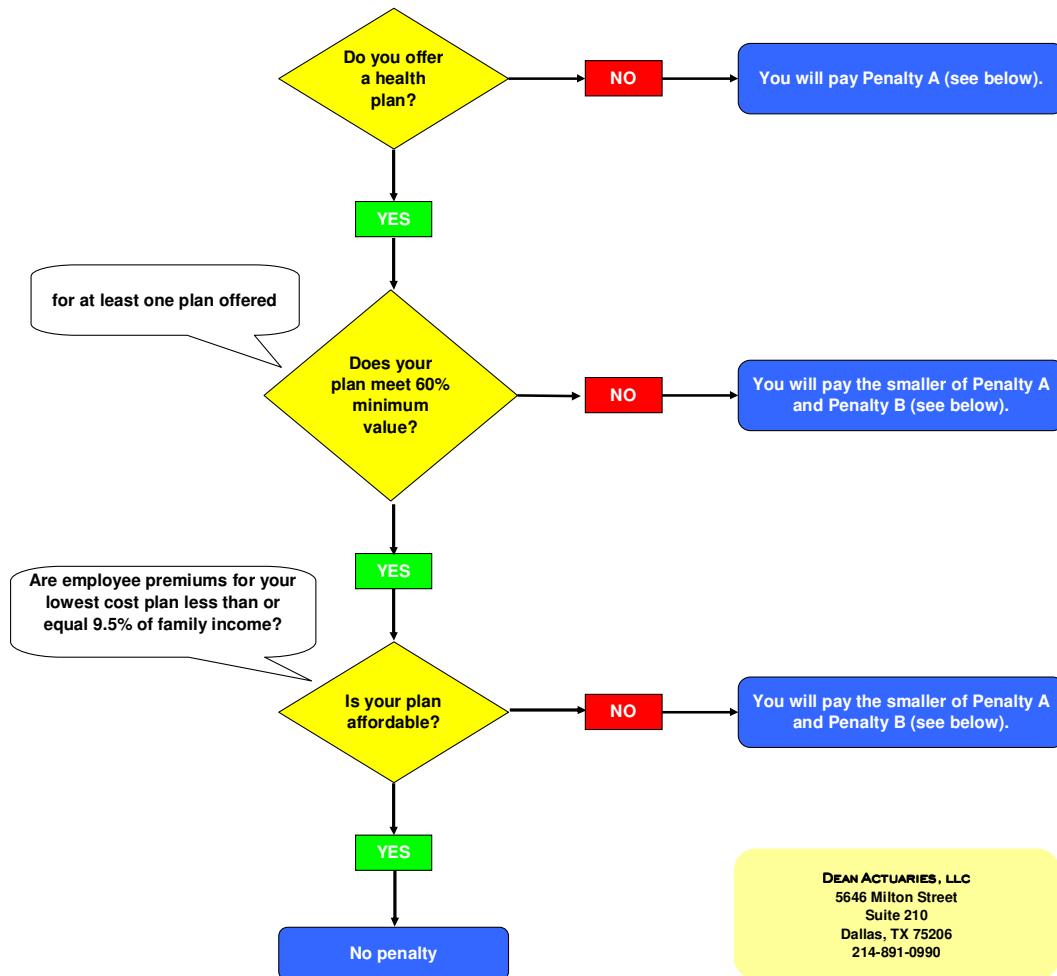 Do you offer
a health
plan?
NO
You will pay Penalty A (see below).
YES
for at least one plan offered
Does your
plan meet 60%
minimum
value?
NO
You will pay the smaller of Penalty A
and Penalty B (see below).
YES
Are employee premiums for your
lowest cost plan less than or
equal 9.5% of family income?
Is your plan
affordable?
NO
You will pay the smaller of Penalty A
and Penalty B (see below).
YES
No penalty
DEAN ACTUARIES, LLC
5646 Milton Street
Suite 210
Dallas, TX 75206
214-891-0990